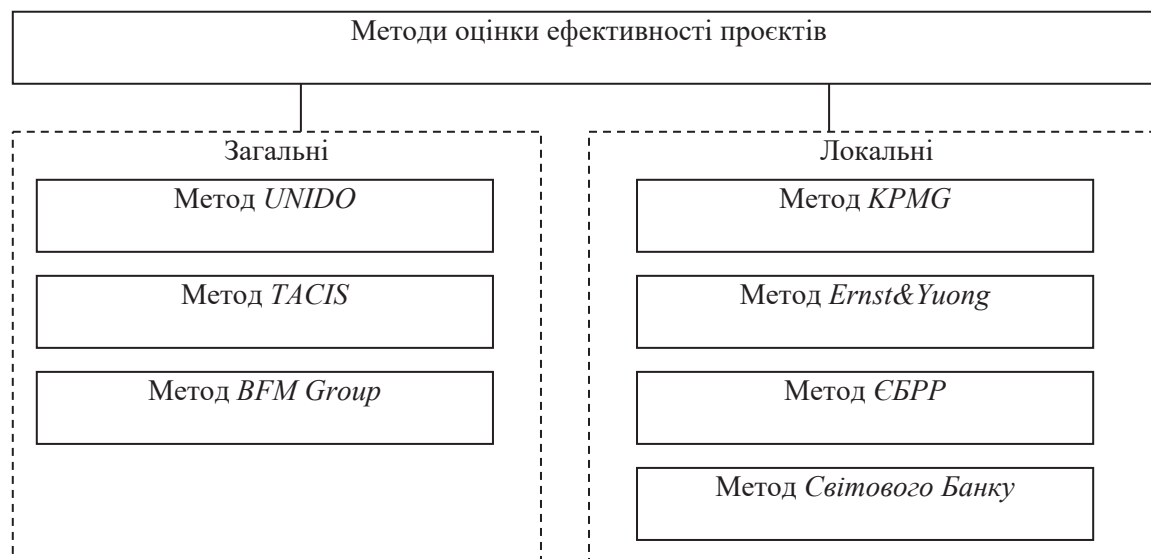 Методи оцінки ефективності проєктів
Загальні
Метод UNIDO
Метод TACIS
Метод BFM Group
Локальні
Метод KPMG
Метод Ernst&Yuong
Метод ЄБРР
Метод Світового Банку